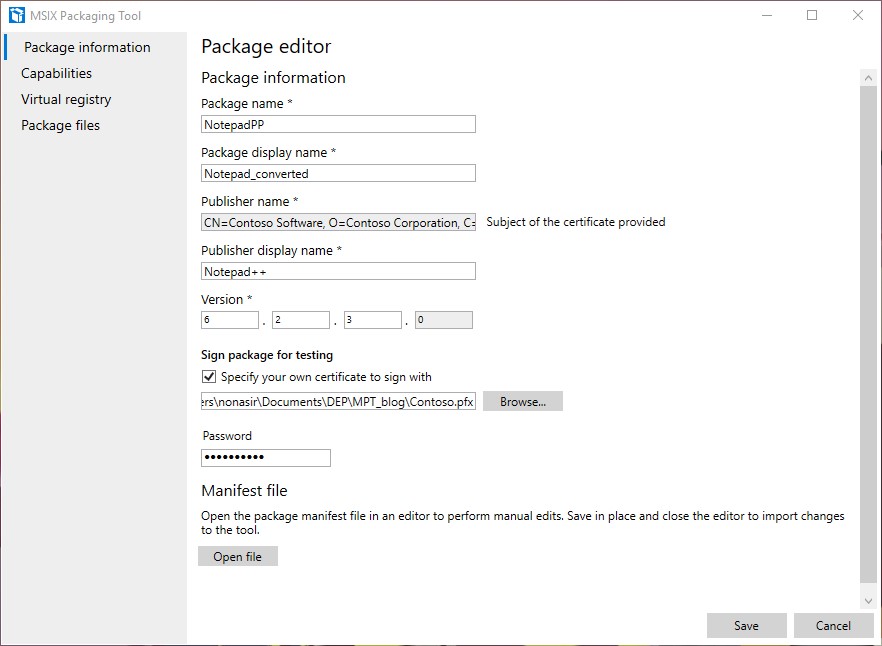 MSIX Packaging Tool
Package information
Capabilities
Virtual registry
Package files
Package editor
Package information
Package name *
NotepadPP
Package display name *
Notepad_converted
Publisher name *
CN=Contoso Software, O=Contoso Corporation, C= Subject of the certificate provided
Publisher display name *
Notepad++
Version *
6 . 2 . 3 . 0
Sign package for testing
Specify your own certificate to sign with
ers\nonasir\Documents\DEP\MPT_blog\Contoso.pfx Browse...
Password
••••••••••
Manifest file
Open the package manifest file in an editor to perform manual edits. Save in place and close the editor to import changes
to the tool.
Open file
Save Cancel